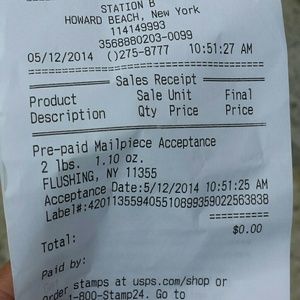 STATION B
HOWARD BEACH, New York
114149993
3568880203-0099
05/12/2014 ()275-8777 10:51:27 AM
Sales Receipt
Product Sale Unit Final
Description Qty Price Price
Pre-paid Mailpiece Acceptance
2 lbs. 1.10 oz.
FLUSHING, NY 11355
Acceptance Date:5/12/2014 10:51:25 AM
Label#:420113559405510899359022563838
==========
$0.00
Total:
Paid by:
stamps at usps.com/shop or
1-800-Stamp24. Go to